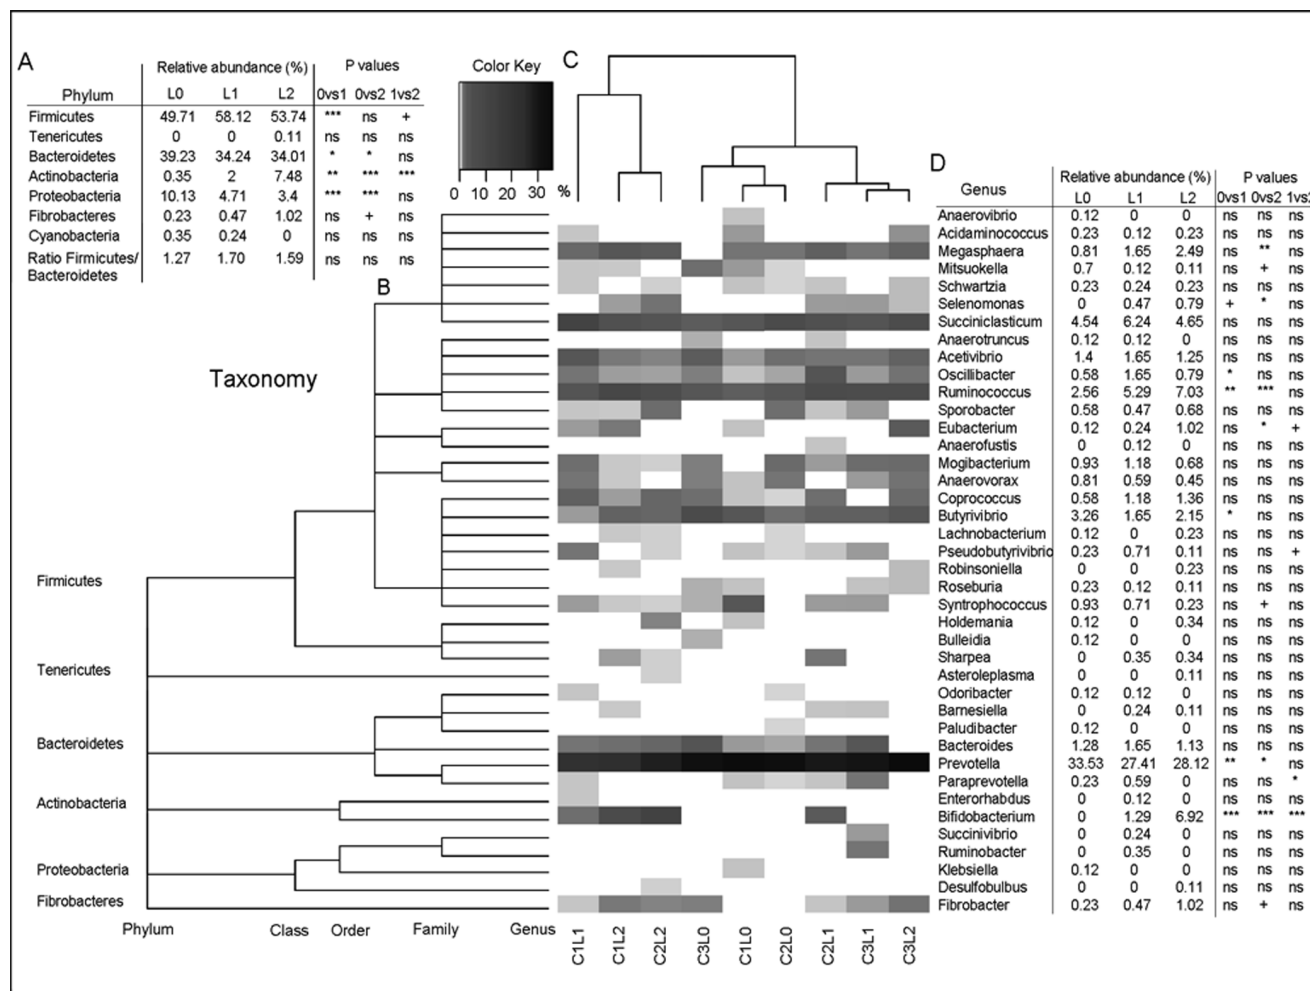 A
Relative abundance (%) P values
Phylum L0 L1 L2 0vs1 0vs2 1vs2
Firmicutes 49.71 58.12 53.74 *** ns +
Tenericutes 0 0 0.11 ns ns ns
Bacteroidetes 39.23 34.24 34.01 * * ns
Actinobacteria 0.35 2 7.48 ** *** ***
Proteobacteria 10.13 4.71 3.4 *** *** ns
Fibrobacteres 0.23 0.47 1.02 ns + ns
Cyanobacteria 0.35 0.24 0 ns ns ns
Ratio Firmicutes/ 1.27 1.70 1.59 ns ns ns
Bacteroidetes
B
Taxonomy
Firmicutes
Tenericutes
Bacteroidetes
Actinobacteria
Proteobacteria
Fibrobacteres
Phylum Class Order Family Genus
Color Key
0 10 20 30 %
C
C1L1 C1L2 C2L2 C3L0 C1L0 C2L0 C2L1 C3L1 C3L2
D
Relative abundance (%) P values
Genus L0 L1 L2 0vs1 0vs2 1vs2
Anaerovibrio 0.12 0 0 ns ns ns
Acidaminococcus 0.23 0.12 0.23 ns ns ns
Megasphaera 0.81 1.65 2.49 ns ** ns
Mitsuokella 0.7 0.12 0.11 ns + ns
Schwartzia 0.23 0.24 0.23 ns ns ns
Selenomonas 0 0.47 0.79 + * ns
Succiniclasticum 4.54 6.24 4.65 ns ns ns
Anaerotruncus 0.12 0.12 0 ns ns ns
Acetivibrio 1.4 1.65 1.25 ns ns ns
Oscillibacter 0.58 1.65 0.79 * ns ns
Ruminococcus 2.56 5.29 7.03 ** *** ns
Sporobacter 0.58 0.47 0.68 ns ns ns
Eubacterium 0.12 0.24 1.02 ns * +
Anaerofustis 0 0.12 0 ns ns ns
Mogibacterium 0.93 1.18 0.68 ns ns ns
Anaerovorax 0.81 0.59 0.45 ns ns ns
Coprococcus 0.58 1.18 1.36 ns ns ns
Butyrivibrio 3.26 1.65 2.15 * ns ns
Lachnobacterium 0.12 0 0.23 ns ns ns
Pseudobutyrivibrio 0.23 0.71 0.11 ns ns +
Robinsoniella 0 0 0.23 ns ns ns
Roseburia 0.23 0.12 0.11 ns ns ns
Syntrophococcus 0.93 0.71 0.23 ns + ns
Holdemania 0.12 0 0.34 ns ns ns
Bulleidia 0.12 0 0 ns ns ns
Sharpea 0 0.35 0.34 ns ns ns
Asteroleplasma 0 0 0.11 ns ns ns
Odoribacter 0.12 0.12 0 ns ns ns
Barnesiella 0 0.24 0.11 ns ns ns
Paludibacter 0.12 0 0 ns ns ns
Bacteroides 1.28 1.65 1.13 ns ns ns
Prevotella 33.53 27.41 28.12 ** * ns
Paraprevotella 0.23 0.59 0 ns ns *
Enterorhabdus 0 0.12 0 ns ns ns
Bifidobacterium 0 1.29 6.92 *** *** ***
Succinivibrio 0 0.24 0 ns ns ns
Ruminobacter 0 0.35 0 ns ns ns
Klebsiella 0.12 0 0 ns ns ns
Desulfobulbus 0 0 0.11 ns ns ns
Fibrobacter 0.23 0.47 1.02 ns + ns